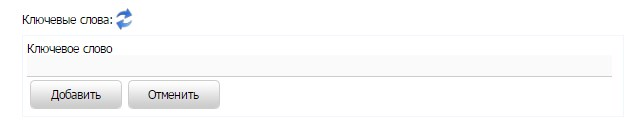 Ключевые слова:
Ключевое слово
Добавить Отменить